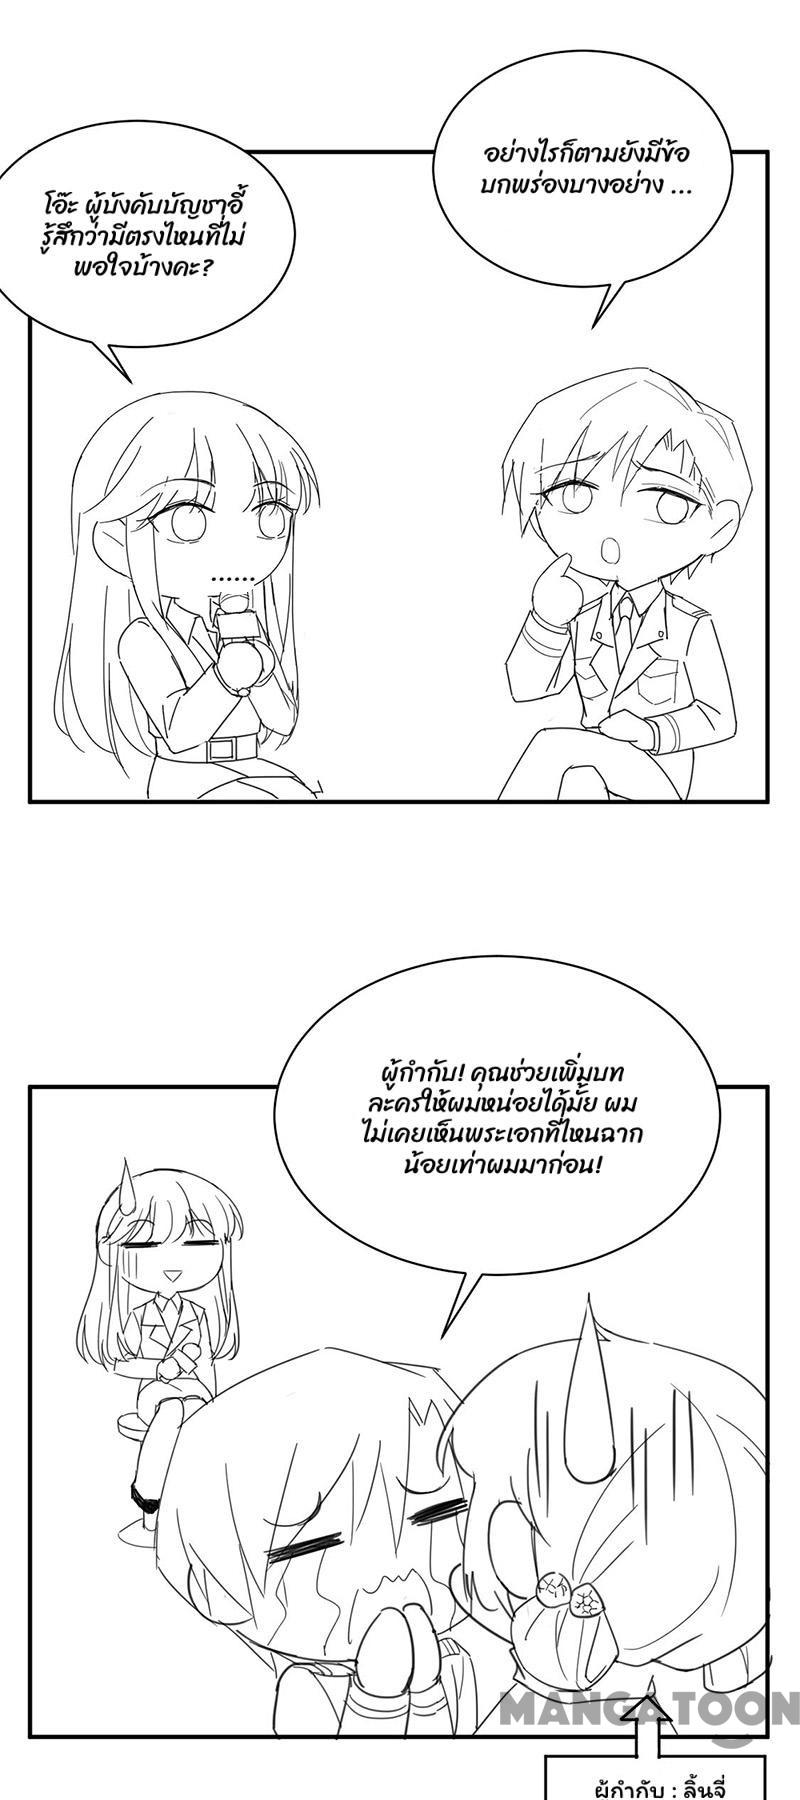 อย่างไรก็ตามยังมีข้อ
บกพร่องบางอย่าง ...
โอ๊ะ ผู้บังคับบัญชาอี้
รู้สึกว่ามีตรงไหนที่ไม่
พอใจบ้างคะ?
......
ผู้กำกับ! คุณช่วยเพิ่มบท
ละครให้ผมหน่อยได้มั้ย ผม
ไม่เคยเห็นพระเอกที่ไหนฉาก
น้อยเท่าผมมาก่อน!
MANGATOON
ผู้กำกับ : ลิ้นจี่